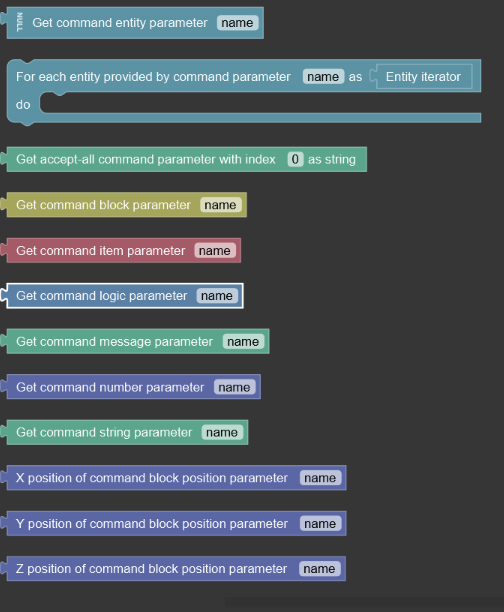 NULL Get command entity parameter name
For each entity provided by command parameter name as Entity iterator
do
Get accept-all command parameter with index 0 as string
Get command block parameter name
Get command item parameter name
Get command logic parameter name
Get command message parameter name
Get command number parameter name
Get command string parameter name
X position of command block position parameter name
Y position of command block position parameter name
Z position of command block position parameter name